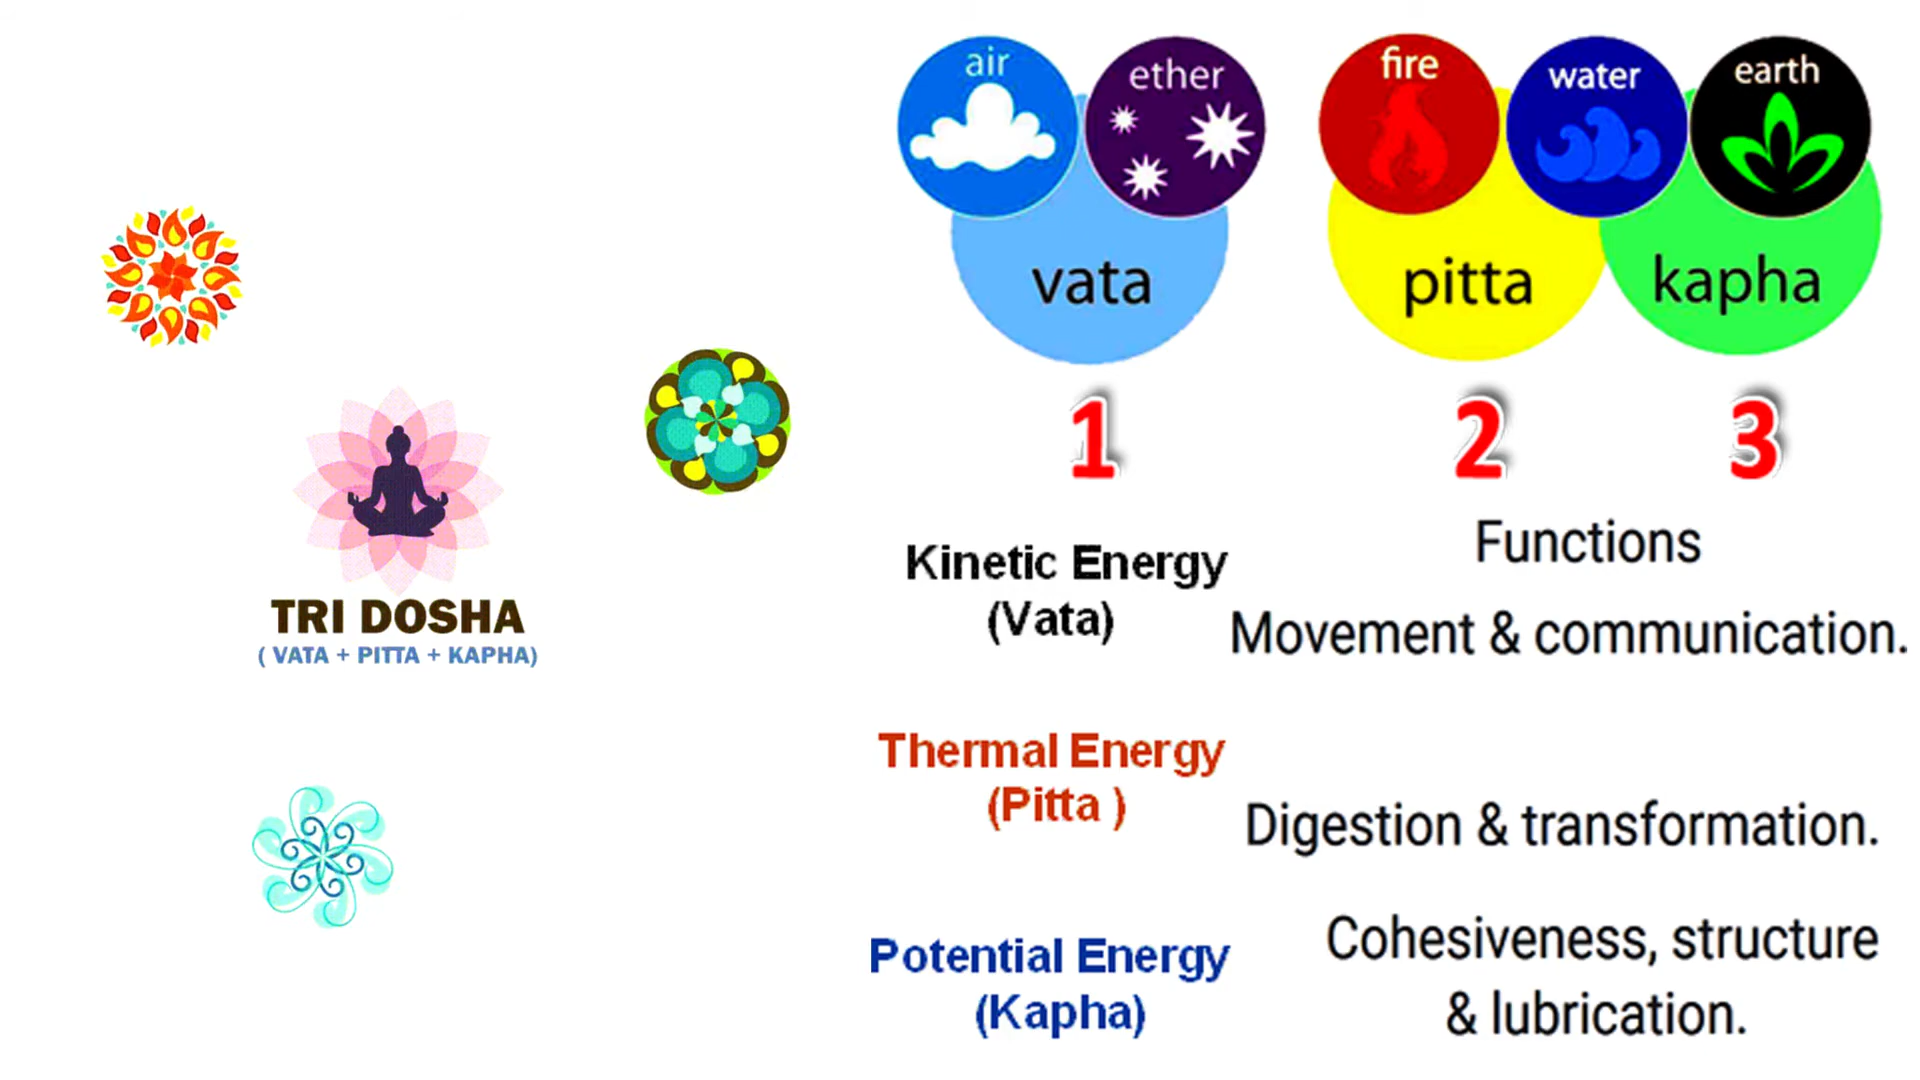 air
ether
fire
water
earth
vata
pitta
kapha
1
2
3
TRI DOSHA
( VATA + PITTA + KAPHA)
Functions
Kinetic Energy
(Vata)
Movement & communication.
Thermal Energy
(Pitta )
Digestion & transformation.
Potential Energy
(Kapha)
Cohesiveness, structure
& lubrication.